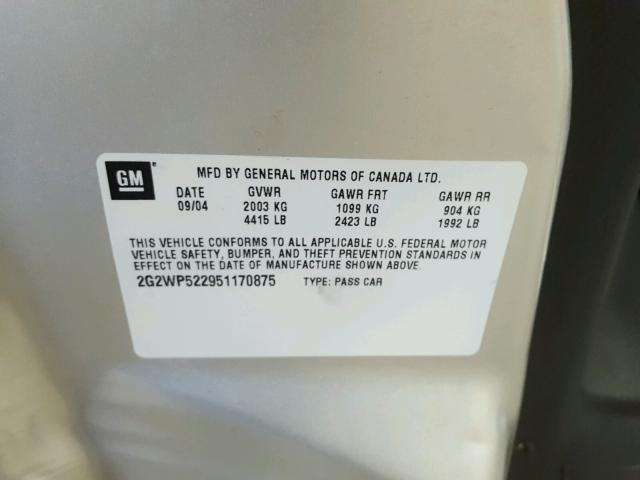 GM
MFD BY GENERAL MOTORS OF CANADA LTD.
DATE GVWR GAWR FRT GAWR RR
09/04 2003 KG 1099 KG 904 KG
4415 LB 2423 LB 1992 LB
THIS VEHICLE CONFORMS TO ALL APPLICABLE U.S. FEDERAL MOTOR
VEHICLE SAFETY, BUMPER, AND THEFT PREVENTION STANDARDS IN
EFFECT ON THE DATE OF MANUFACTURE SHOWN ABOVE.
2G2WP522951170875 TYPE: PASS CAR